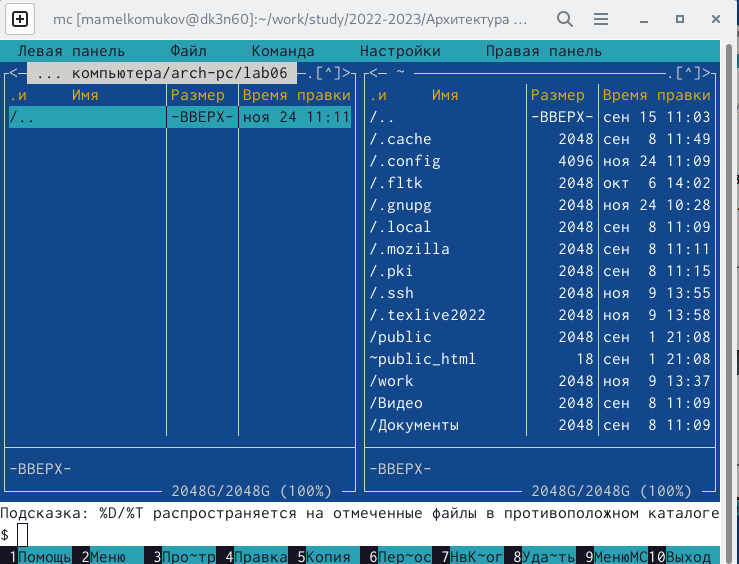 mc [mamelkomukov@dk3n60]:~/work/study/2022-2023/Архитектура ...
Левая панель Файл Команда Настройки Правая панель
<— ... компьютера/arch-pc/lab06 —.[^]> <— ~ .[^]>
.и Имя Размер Время правки .и Имя Размер Время правки
/.. -ВВЕРХ- ноя 24 11:11 /.. -ВВЕРХ- сен 15 11:03
/.cache 2048 сен 8 11:49
/.config 4096 ноя 24 11:09
/.fltk 2048 окт 6 14:02
/.gnupg 2048 ноя 24 10:28
/.local 2048 сен 8 11:09
/.mozilla 2048 сен 8 11:11
/.pki 2048 сен 8 11:15
/.ssh 2048 ноя 9 13:55
/.texlive2022 2048 ноя 9 13:58
/public 2048 сен 1 21:08
~public_html 18 сен 1 21:08
/work 2048 ноя 9 13:37
/Видео 2048 сен 8 11:09
/Документы 2048 сен 8 11:09
-ВВЕРХ- -ВВЕРХ-
2048G/2048G (100%) 2048G/2048G (100%)
Подсказка: %D/%T распространяется на отмеченные файлы в противоположном каталоге
$
1Помощь 2Меню 3Про~тр 4Правка 5Копия 6Пер~ос 7НвК~ог 8Уда~ть 9МенюMC 10Выход